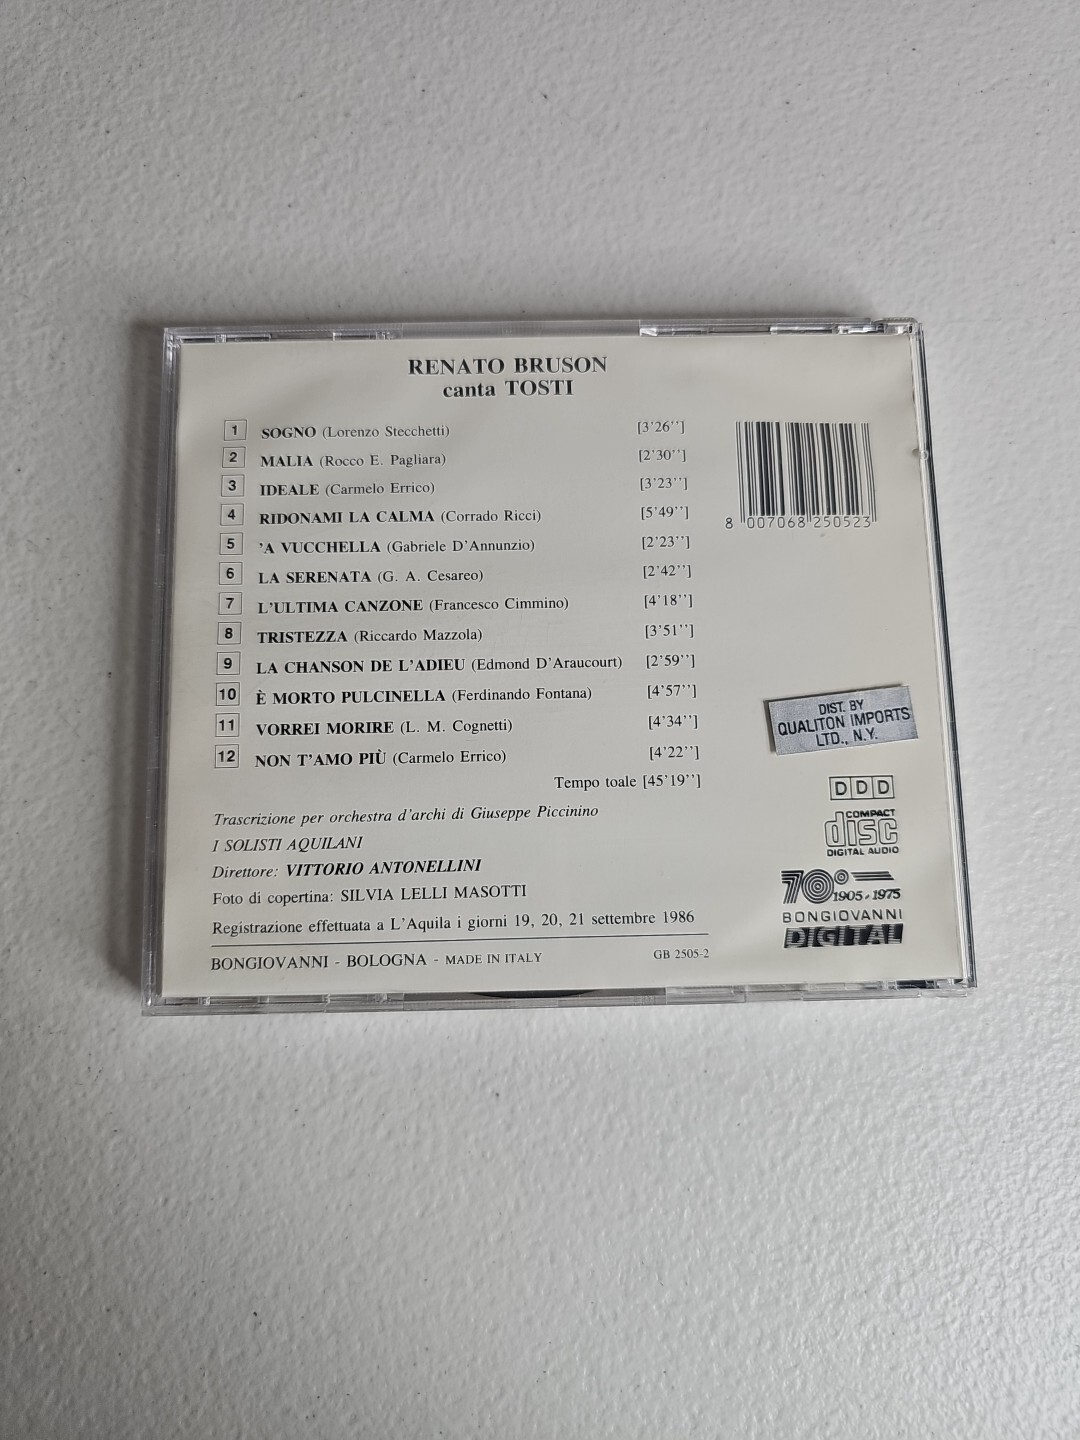 RENATO BRUSON
canta TOSTI
1 SOGNO (Lorenzo Stecchetti) [3'26'']
2 MALIA (Rocco E. Pagliara) [2'30'']
3 IDEALE (Carmelo Errico) [3'23'']
4 RIDONAMI LA CALMA (Corrado Ricci) [5'49'']
5 'A VUCCHELLA (Gabriele D'Annunzio) [2'23'']
6 LA SERENATA (G. A. Cesareo) [2'42'']
7 L'ULTIMA CANZONE (Francesco Cimmino) [4'18'']
8 TRISTEZZA (Riccardo Mazzola) [3'51'']
9 LA CHANSON DE L'ADIEU (Edmond D'Araucourt) [2'59'']
10 È MORTO PULCINELLA (Ferdinando Fontana) [4'57'']
11 VORREI MORIRE (L. M. Cognetti) [4'34'']
12 NON T'AMO PIÙ (Carmelo Errico) [4'22'']
Tempo toale [45'19'']
Trascrizione per orchestra d'archi di Giuseppe Piccinino
I SOLISTI AQUILANI
Direttore: VITTORIO ANTONELLINI
Foto di copertina: SILVIA LELLI MASOTTI
Registrazione effettuata a L'Aquila i giorni 19, 20, 21 settembre 1986
BONGIOVANNI - BOLOGNA - MADE IN ITALY GB 2505-2
8 007068 250523
DIST. BY
QUALITON IMPORTS
LTD., N.Y.
DDD
COMPACT
disc
DIGITAL AUDIO
70° 1905-1975
BONGIOVANNI
DIGITAL